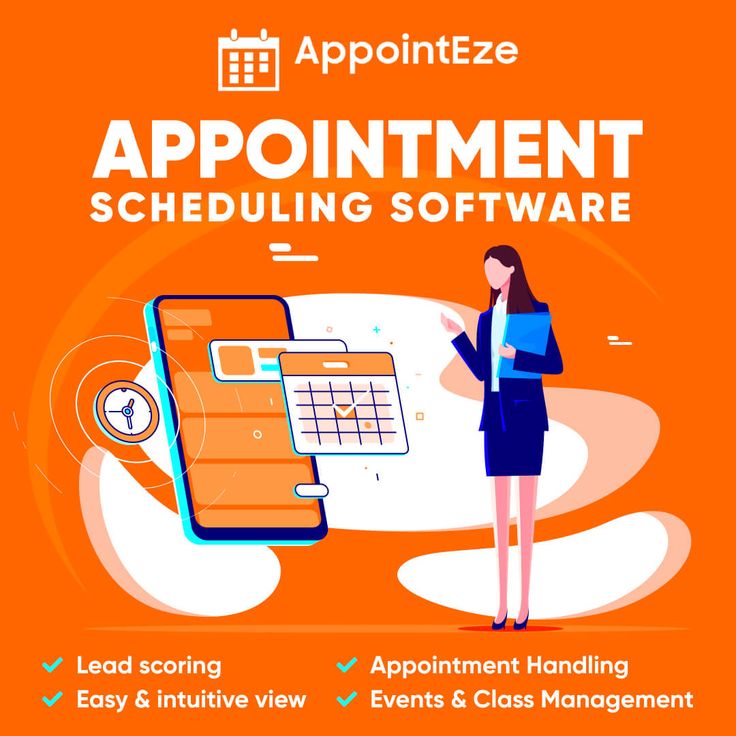 AppointEze
APPOINTMENT
SCHEDULING SOFTWARE
Lead scoring
Appointment Handling
Easy & intuitive view
Events & Class Management